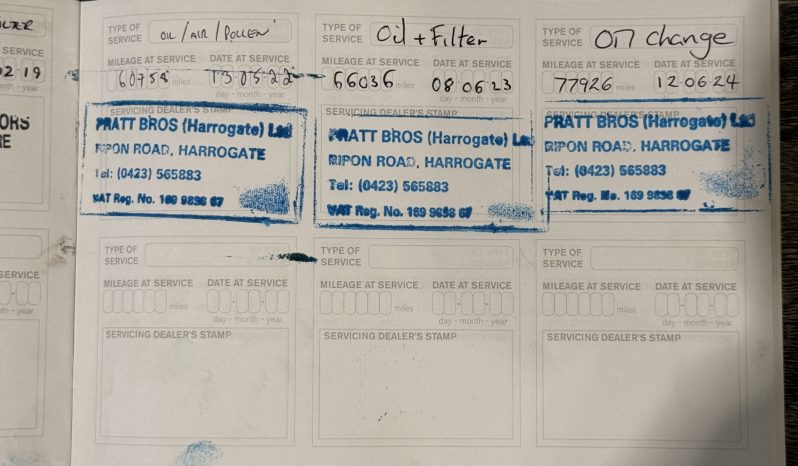 SERVICE
02 19
nth - year
ORS
RE
TYPE OF SERVICE OIL / AIR / POLLEN
MILEAGE AT SERVICE DATE AT SERVICE
60758 miles 13 05 22
SERVICING DEALER'S STAMP
PRATT BROS (Harrogate) Ltd
RIPON ROAD, HARROGATE
Tel: (0423) 565883
VAT Reg. No. 169 9838 67
TYPE OF SERVICE Oil + Filter
MILEAGE AT SERVICE DATE AT SERVICE
66036 miles 08 06 23
day - month - year
SERVICING DEALER'S STAMP
PRATT BROS (Harrogate) Ltd
RIPON ROAD, HARROGATE
Tel: (0423) 565883
VAT Reg. No. 169 9838 67
TYPE OF SERVICE Oil Change
MILEAGE AT SERVICE DATE AT SERVICE
77926 miles 12 06 24
day - month - year
SERVICING DEALER'S STAMP
PRATT BROS (Harrogate) Ltd
RIPON ROAD, HARROGATE
Tel: (0423) 565883
VAT Reg. No. 169 9838 67
SERVICE
th - year
TYPE OF SERVICE
MILEAGE AT SERVICE DATE AT SERVICE
miles
day - month - year
SERVICING DEALER'S STAMP
TYPE OF SERVICE
MILEAGE AT SERVICE DATE AT SERVICE
miles
day - month - year
SERVICING DEALER'S STAMP
TYPE OF SERVICE
MILEAGE AT SERVICE DATE AT SERVICE
miles
day - month - year
SERVICING DEALER'S STAMP